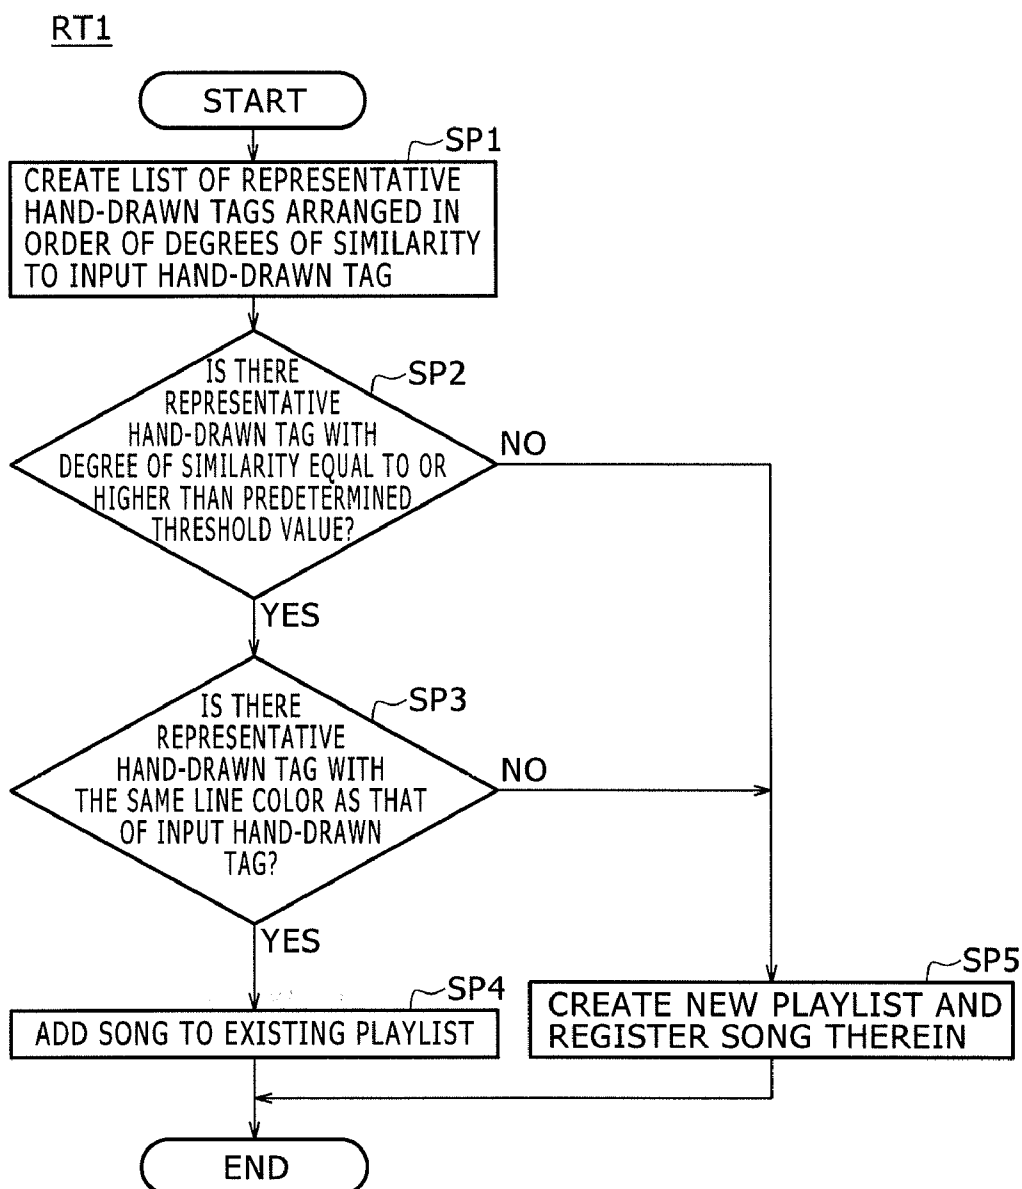 RT1
START
SP1
CREATE LIST OF REPRESENTATIVE
HAND-DRAWN TAGS ARRANGED IN
ORDER OF DEGREES OF SIMILARITY
TO INPUT HAND-DRAWN TAG
SP2
IS THERE
REPRESENTATIVE
HAND-DRAWN TAG WITH
DEGREE OF SIMILARITY EQUAL TO OR
HIGHER THAN PREDETERMINED
THRESHOLD VALUE?
NO
YES
SP3
IS THERE
REPRESENTATIVE
HAND-DRAWN TAG WITH
THE SAME LINE COLOR AS THAT
OF INPUT HAND-DRAWN
TAG?
NO
YES
SP4
ADD SONG TO EXISTING PLAYLIST
SP5
CREATE NEW PLAYLIST AND
REGISTER SONG THEREIN
END